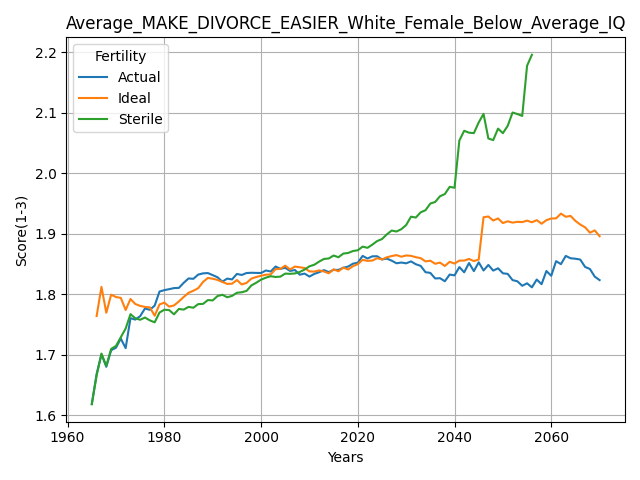 Average_MAKE_DIVORCE_EASIER_White_Female_Below_Average_IQ
Fertility
Actual
Ideal
Sterile
Score(1-3)
2.2
2.1
2.0
1.9
1.8
1.7
1.6
1960 1980 2000 2020 2040 2060
Years